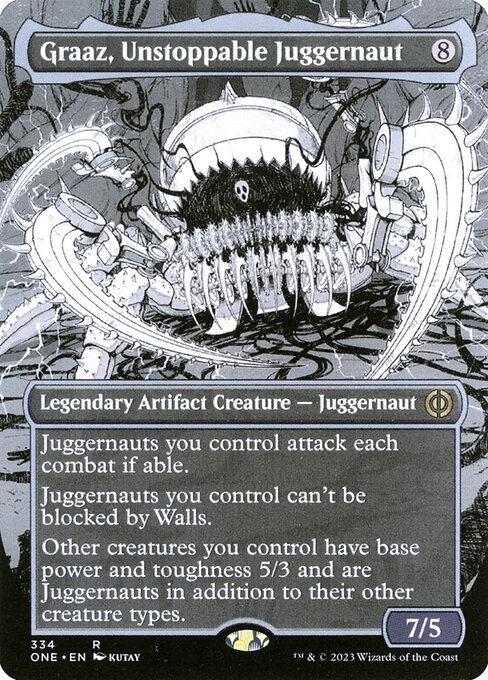 Graaz, Unstoppable Juggernaut 8
Legendary Artifact Creature — Juggernaut
Juggernauts you control attack each
combat if able.
Juggernauts you control can't be
blocked by Walls.
Other creatures you control have base
power and toughness 5/3 and are
Juggernauts in addition to their other
creature types.
7/5
334 R
ONE • EN KUTAY
™ & © 2023 Wizards of the Coast